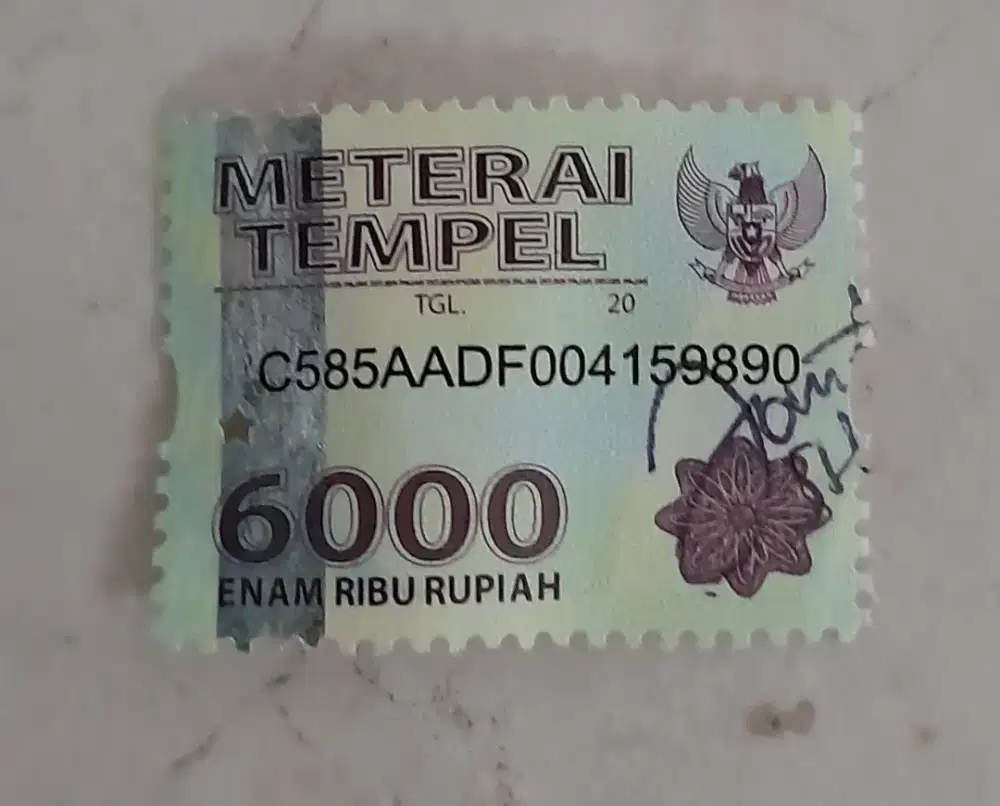 METERAI
TEMPEL
TGL. 20
C585AADF004159890
6000
ENAM RIBU RUPIAH